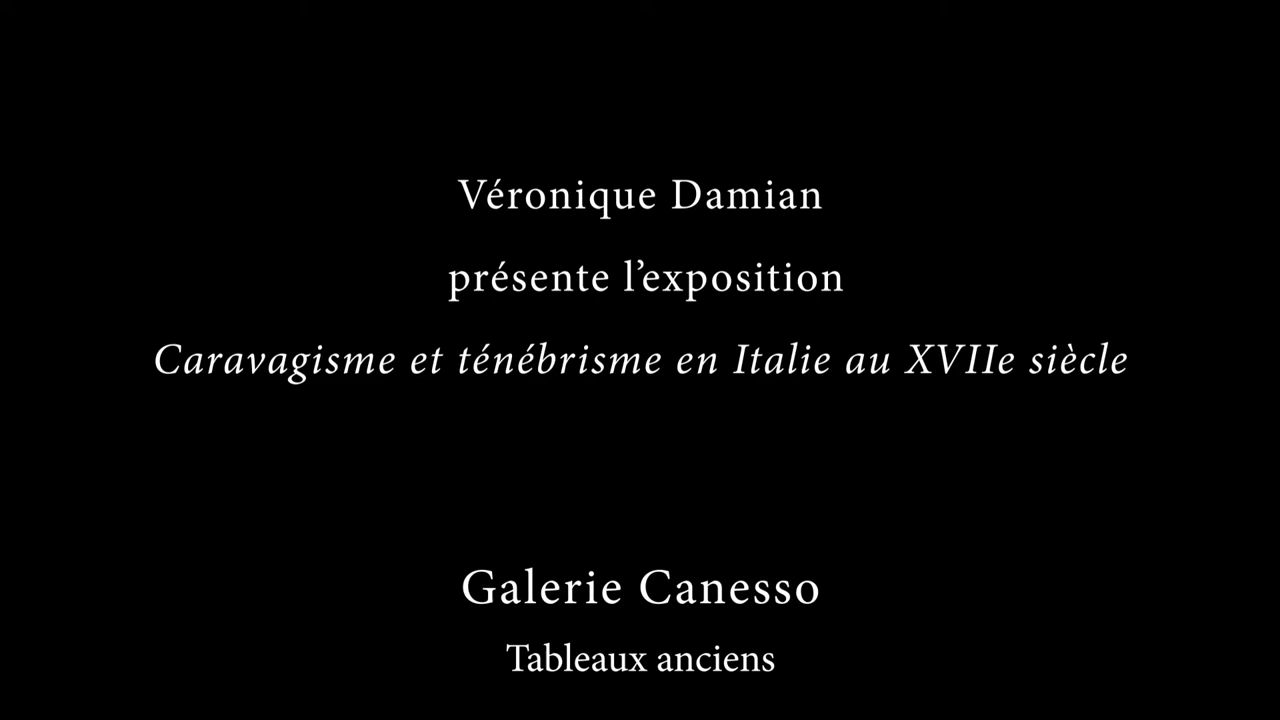 Véronique Damian
présente l’exposition
Caravagisme et ténébrisme en Italie au XVIIe siècle
Galerie Canesso
Tableaux anciens